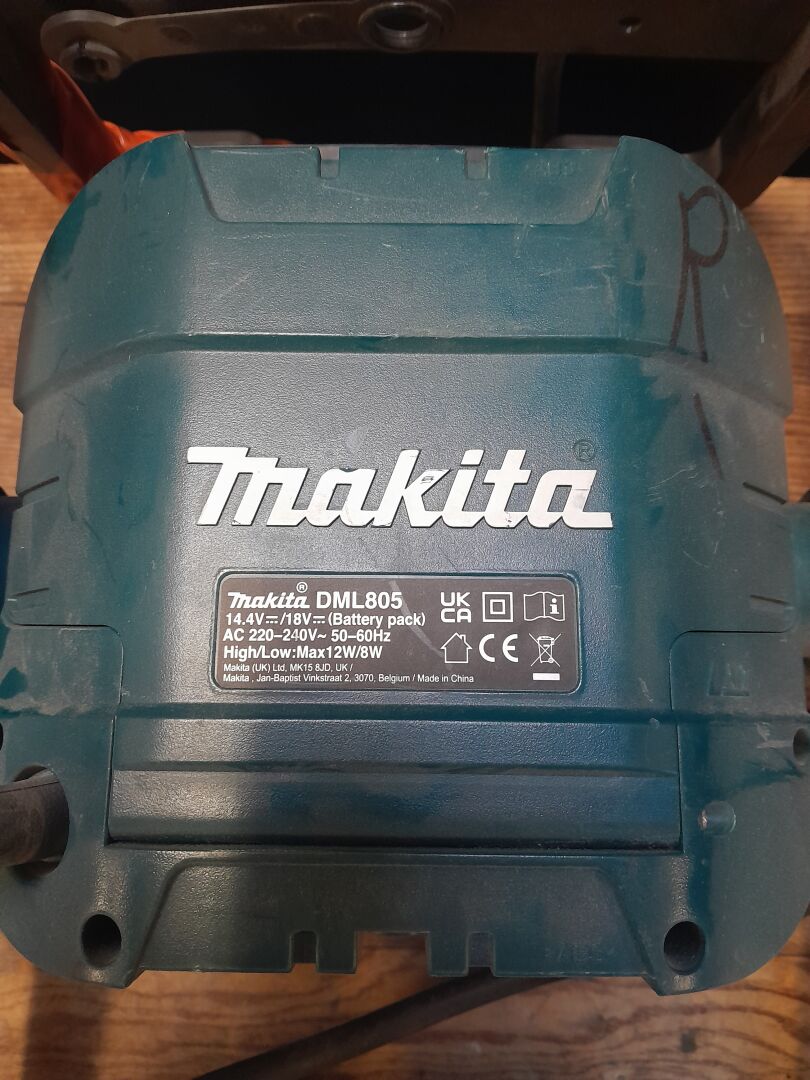 R
makita®
makita® DML805
14.4V⎓/18V⎓(Battery pack)
AC 220-240V~ 50-60Hz
High/Low:Max12W/8W
Makita (UK) Ltd, MK15 8JD, UK /
Makita , Jan-Baptist Vinkstraat 2, 3070, Belgium / Made in China
UK
CA
i
CE